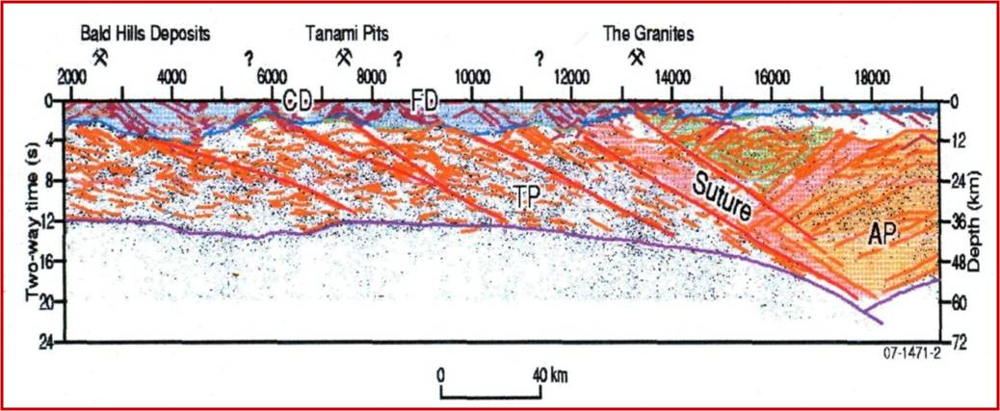 Bald Hills Deposits Tanami Pits The Granites
? ? ?
2000 4000 6000 8000 10000 12000 14000 16000 18000
CD FD
0 0
4 12
8 24
12 36
16 48
20 60
24 72
Two-way time (s)
Depth (km)
TP
Suture
AP
07-1471-2
0 40 km